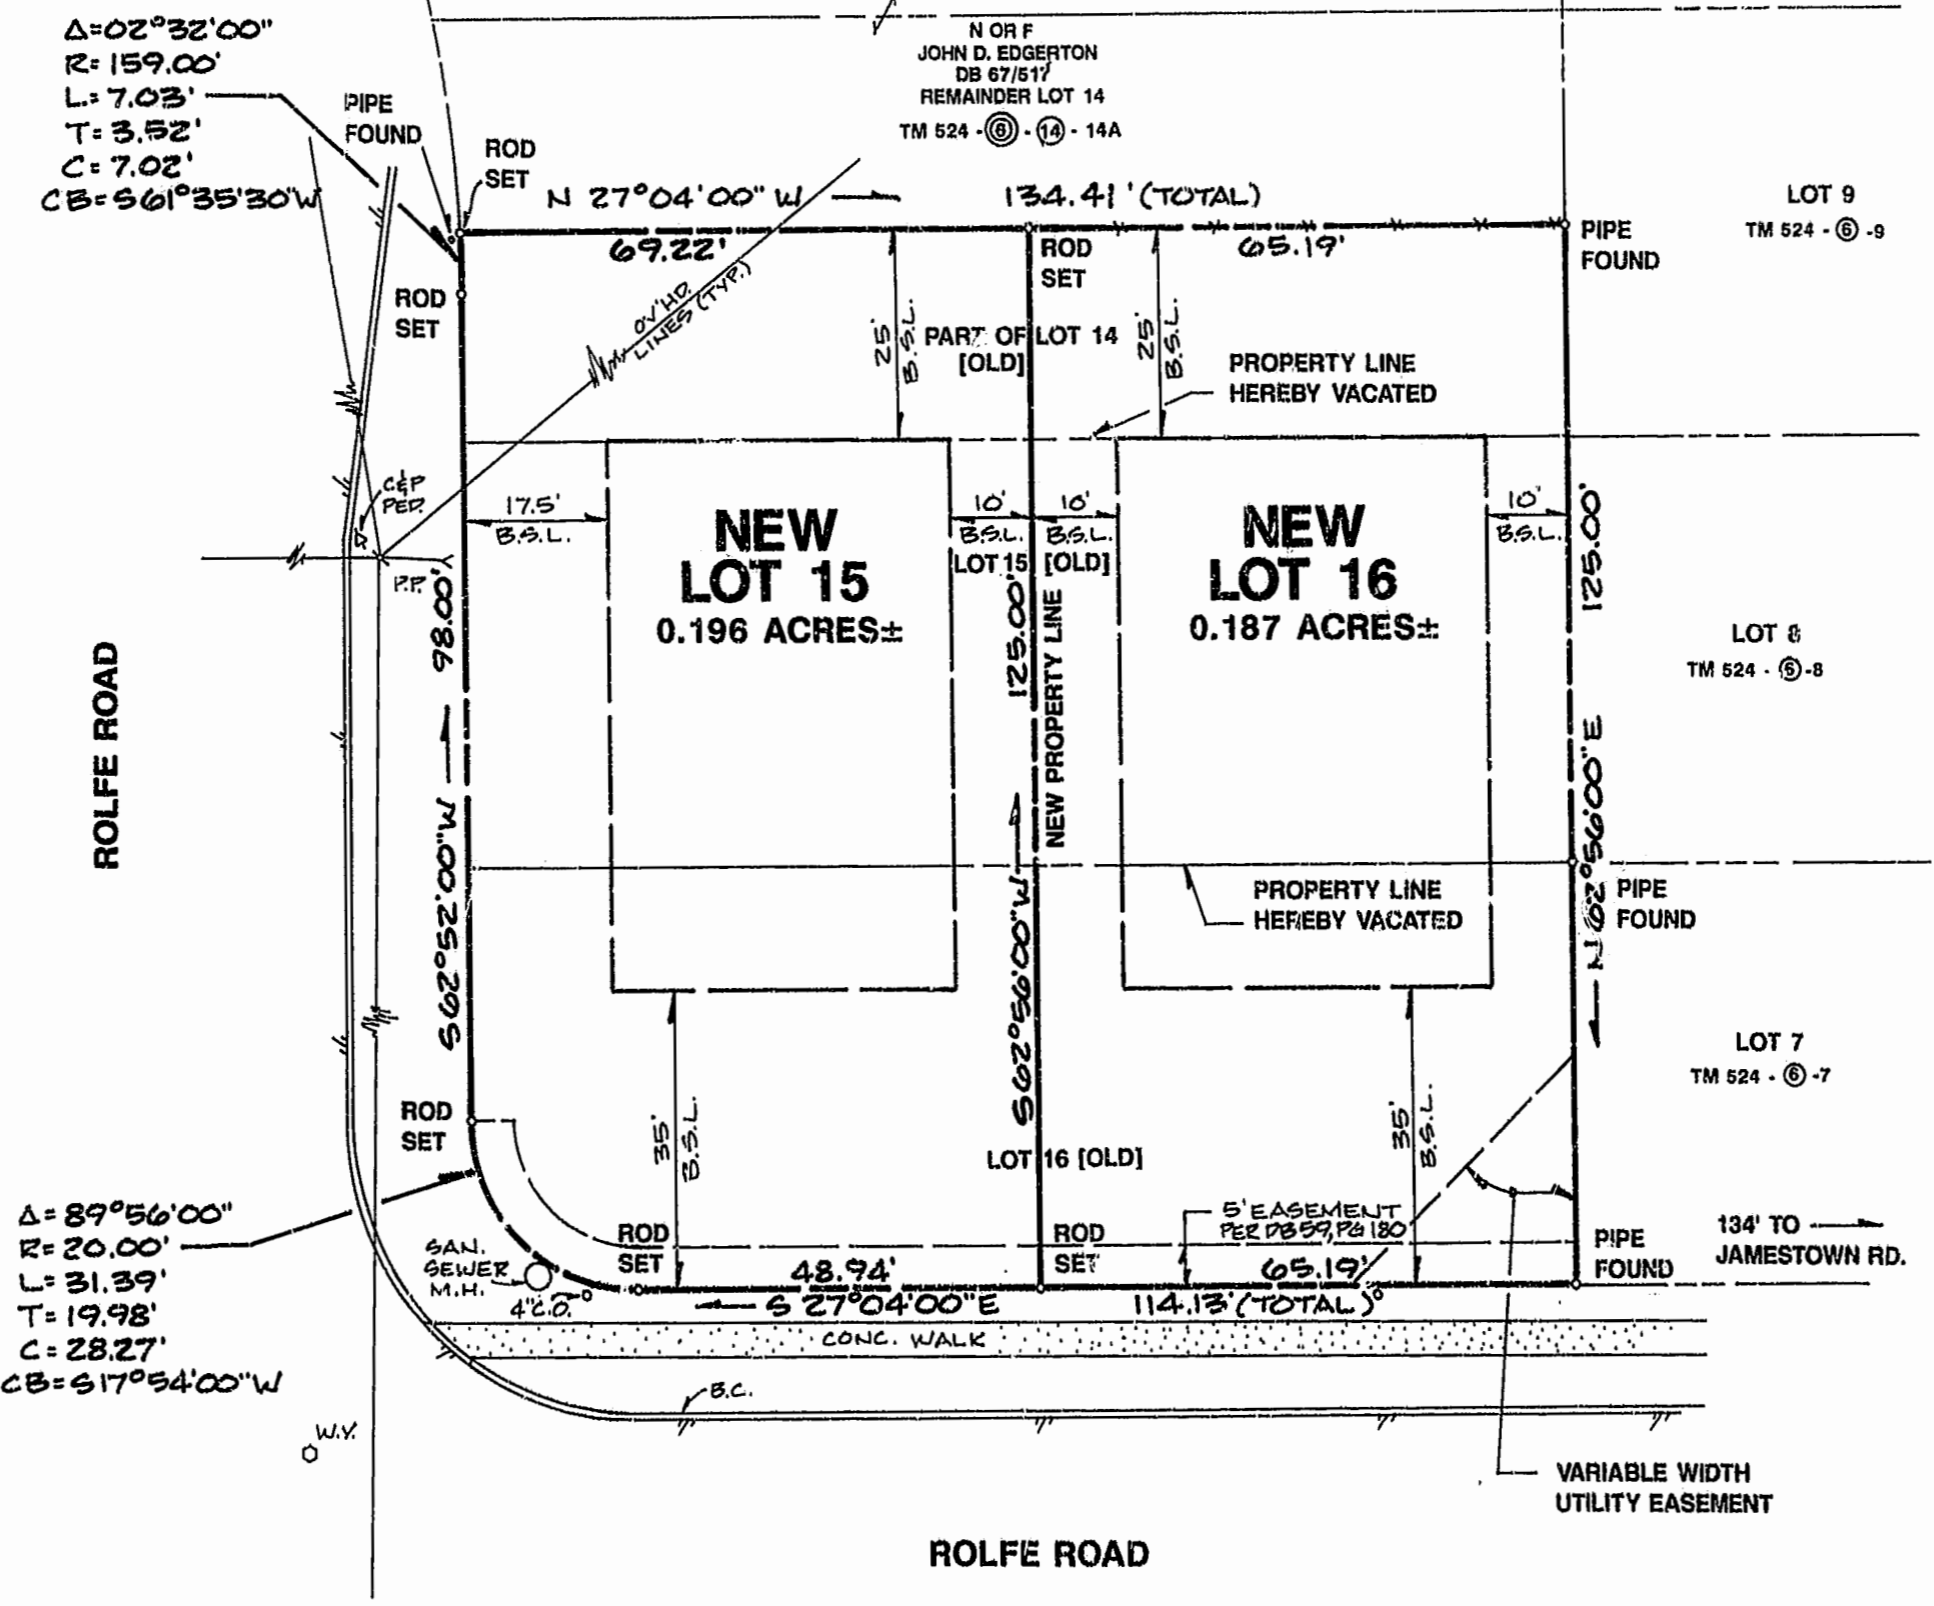 Δ=02°32'00"
R=159.00'
L=7.03'
T=3.52'
C=7.02'
CB=S61°35'30"W
PIPE
FOUND
ROD
SET
N OR F
JOHN D. EDGERTON
DB 67/517
REMAINDER LOT 14
TM 524 - 6 - 14 - 14A
N 27°04'00" W
134.41' (TOTAL)
69.22'
65.19'
ROD
SET
PIPE
FOUND
LOT 9
TM 524 - 6 -9
ROD
SET
O'V'HD.
LINES (TYP.)
25'
B.S.L.
PART OF LOT 14
[OLD]
25'
B.S.L.
PROPERTY LINE
HEREBY VACATED
C&P
PED.
P.P.
17.5'
B.S.L.
NEW
LOT 15
0.196 ACRES±
10'
B.S.L.
10'
B.S.L.
LOT 15 [OLD]
NEW
LOT 16
0.187 ACRES±
10'
B.S.L.
ROLFE ROAD
S62°52'00"W 98.00'
S62°56'00"W 125.00'
NEW PROPERTY LINE
N62°56'00"E 125.00'
LOT 8
TM 524 - 6 -8
PROPERTY LINE
HEREBY VACATED
PIPE
FOUND
LOT 7
TM 524 - 6 -7
ROD
SET
35'
B.S.L.
LOT 16 [OLD]
35'
B.S.L.
Δ=89°56'00"
R=20.00'
L=31.39'
T=19.98'
C=28.27'
CB=S17°54'00"W
SAN.
SEWER
M.H.
4"C.O.
ROD
SET
ROD
SET
5' EASEMENT
PER DB 59, PG 180
PIPE
FOUND
134' TO
JAMESTOWN RD.
48.94'
65.19'
S 27°04'00"E
114.13' (TOTAL)
CONC. WALK
B.C.
W.V.
VARIABLE WIDTH
UTILITY EASEMENT
ROLFE ROAD